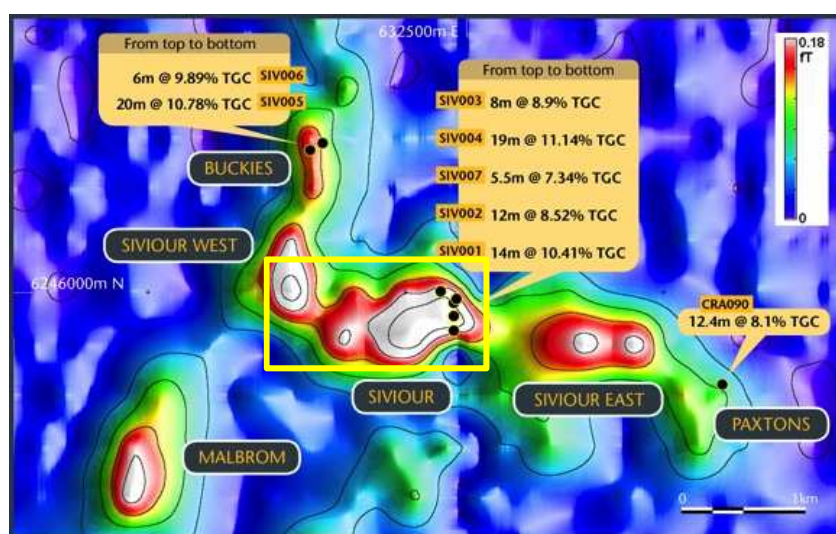 632500m E
0.18
fT
0
From top to bottom
6m @ 9.89% TGC SIV006
20m @ 10.78% TGC SIV005
From top to bottom
SIV003 8m @ 8.9% TGC
SIV004 19m @ 11.14% TGC
SIV007 5.5m @ 7.34% TGC
SIV002 12m @ 8.52% TGC
SIV001 14m @ 10.41% TGC
BUCKIES
SIVIOUR WEST
6246000m N
CRA090
12.4m @ 8.1% TGC
SIVIOUR
SIVIOUR EAST
PAXTONS
MALBROM
0 1km